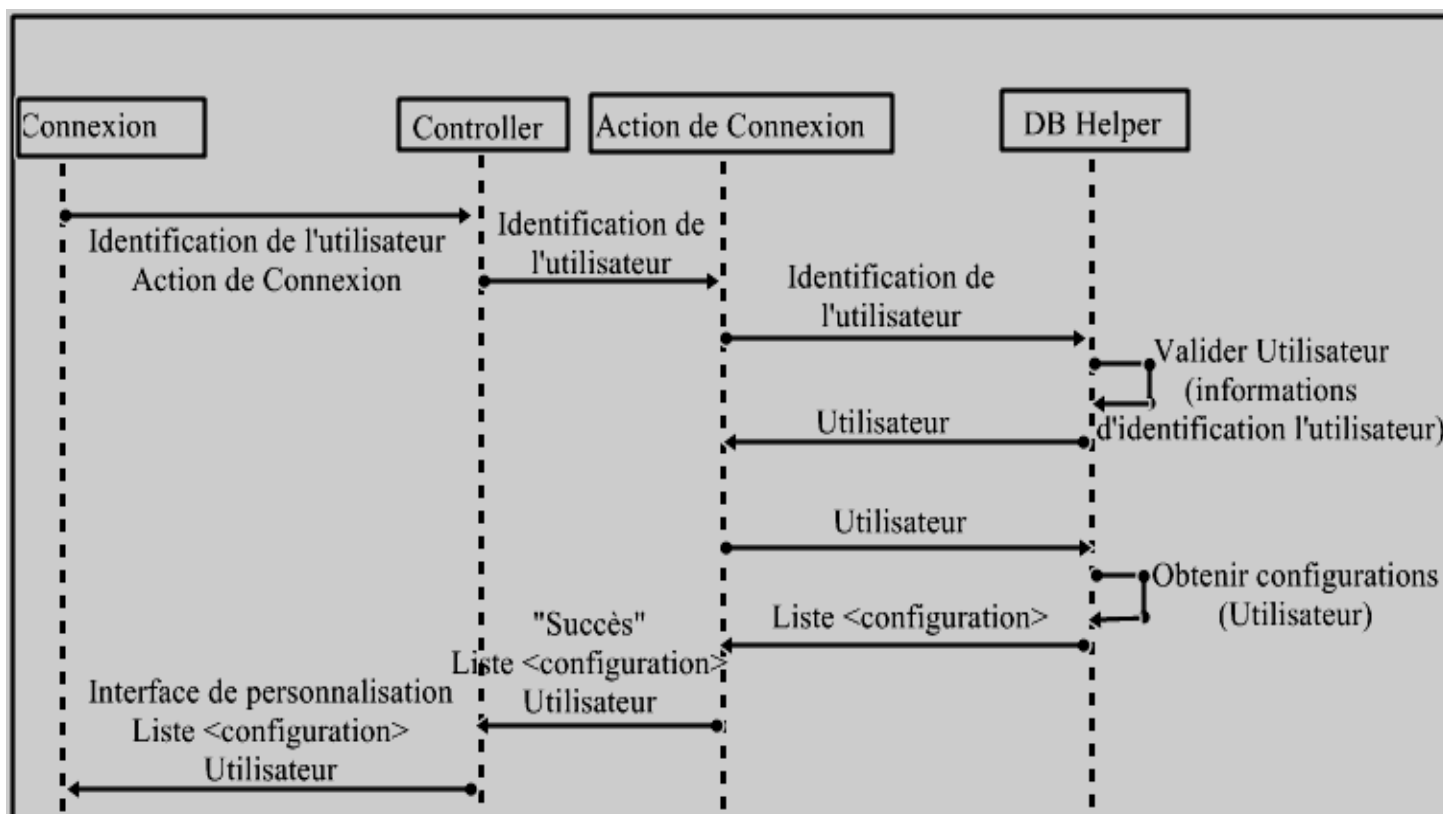 Connexion
Controller
Action de Connexion
DB Helper
Identification de l'utilisateur
Action de Connexion
Identification de
l'utilisateur
Identification de
l'utilisateur
Valider Utilisateur
(informations
d'identification l'utilisateur)
Utilisateur
Utilisateur
Obtenir configurations
(Utilisateur)
Liste <configuration>
"Succès"
Liste <configuration>
Utilisateur
Interface de personnalisation
Liste <configuration>
Utilisateur